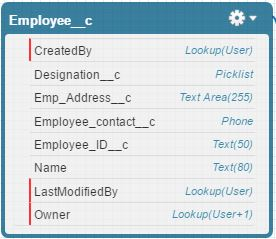 Employee__c
CreatedBy Lookup(User)
Designation__c Picklist
Emp_Address__c Text Area(255)
Employee_contact__c Phone
Employee_ID__c Text(50)
Name Text(80)
LastModifiedBy Lookup(User)
Owner Lookup(User+1)